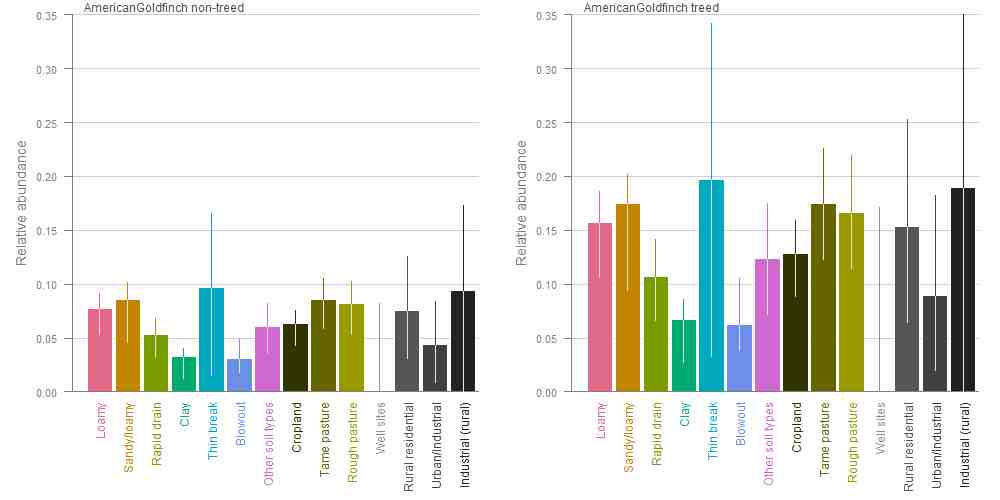 AmericanGoldfinch non-treed
0.35
0.30
0.25
0.20
0.15
0.10
0.05
0.00
Relative abundance
Loamy
Sandy/loamy
Rapid drain
Clay
Thin break
Blowout
Other soil types
Cropland
Tame pasture
Rough pasture
Well sites
Rural residential
Urban/Industrial
Industrial (rural)
AmericanGoldfinch treed
0.35
0.30
0.25
0.20
0.15
0.10
0.05
0.00
Relative abundance
Loamy
Sandy/loamy
Rapid drain
Clay
Thin break
Blowout
Other soil types
Cropland
Tame pasture
Rough pasture
Well sites
Rural residential
Urban/Industrial
Industrial (rural)